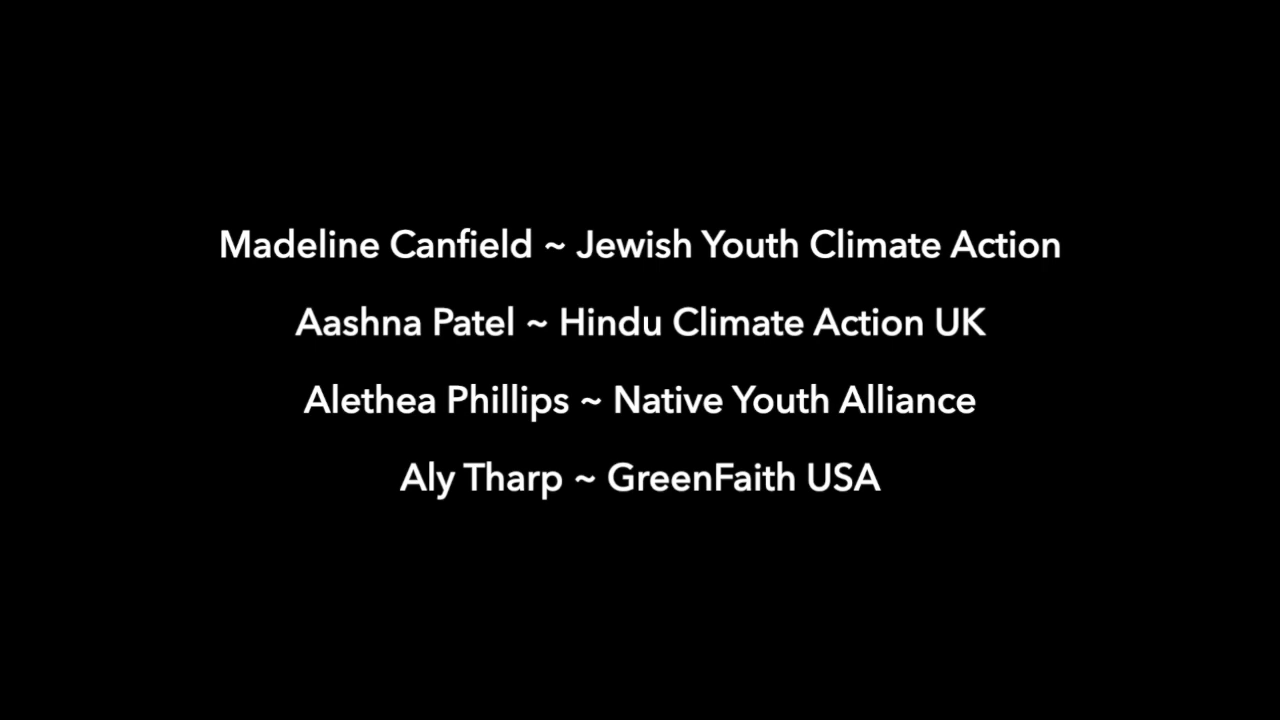 Madeline Canfield ~ Jewish Youth Climate Action
Aashna Patel ~ Hindu Climate Action UK
Alethea Phillips ~ Native Youth Alliance
Aly Tharp ~ GreenFaith USA